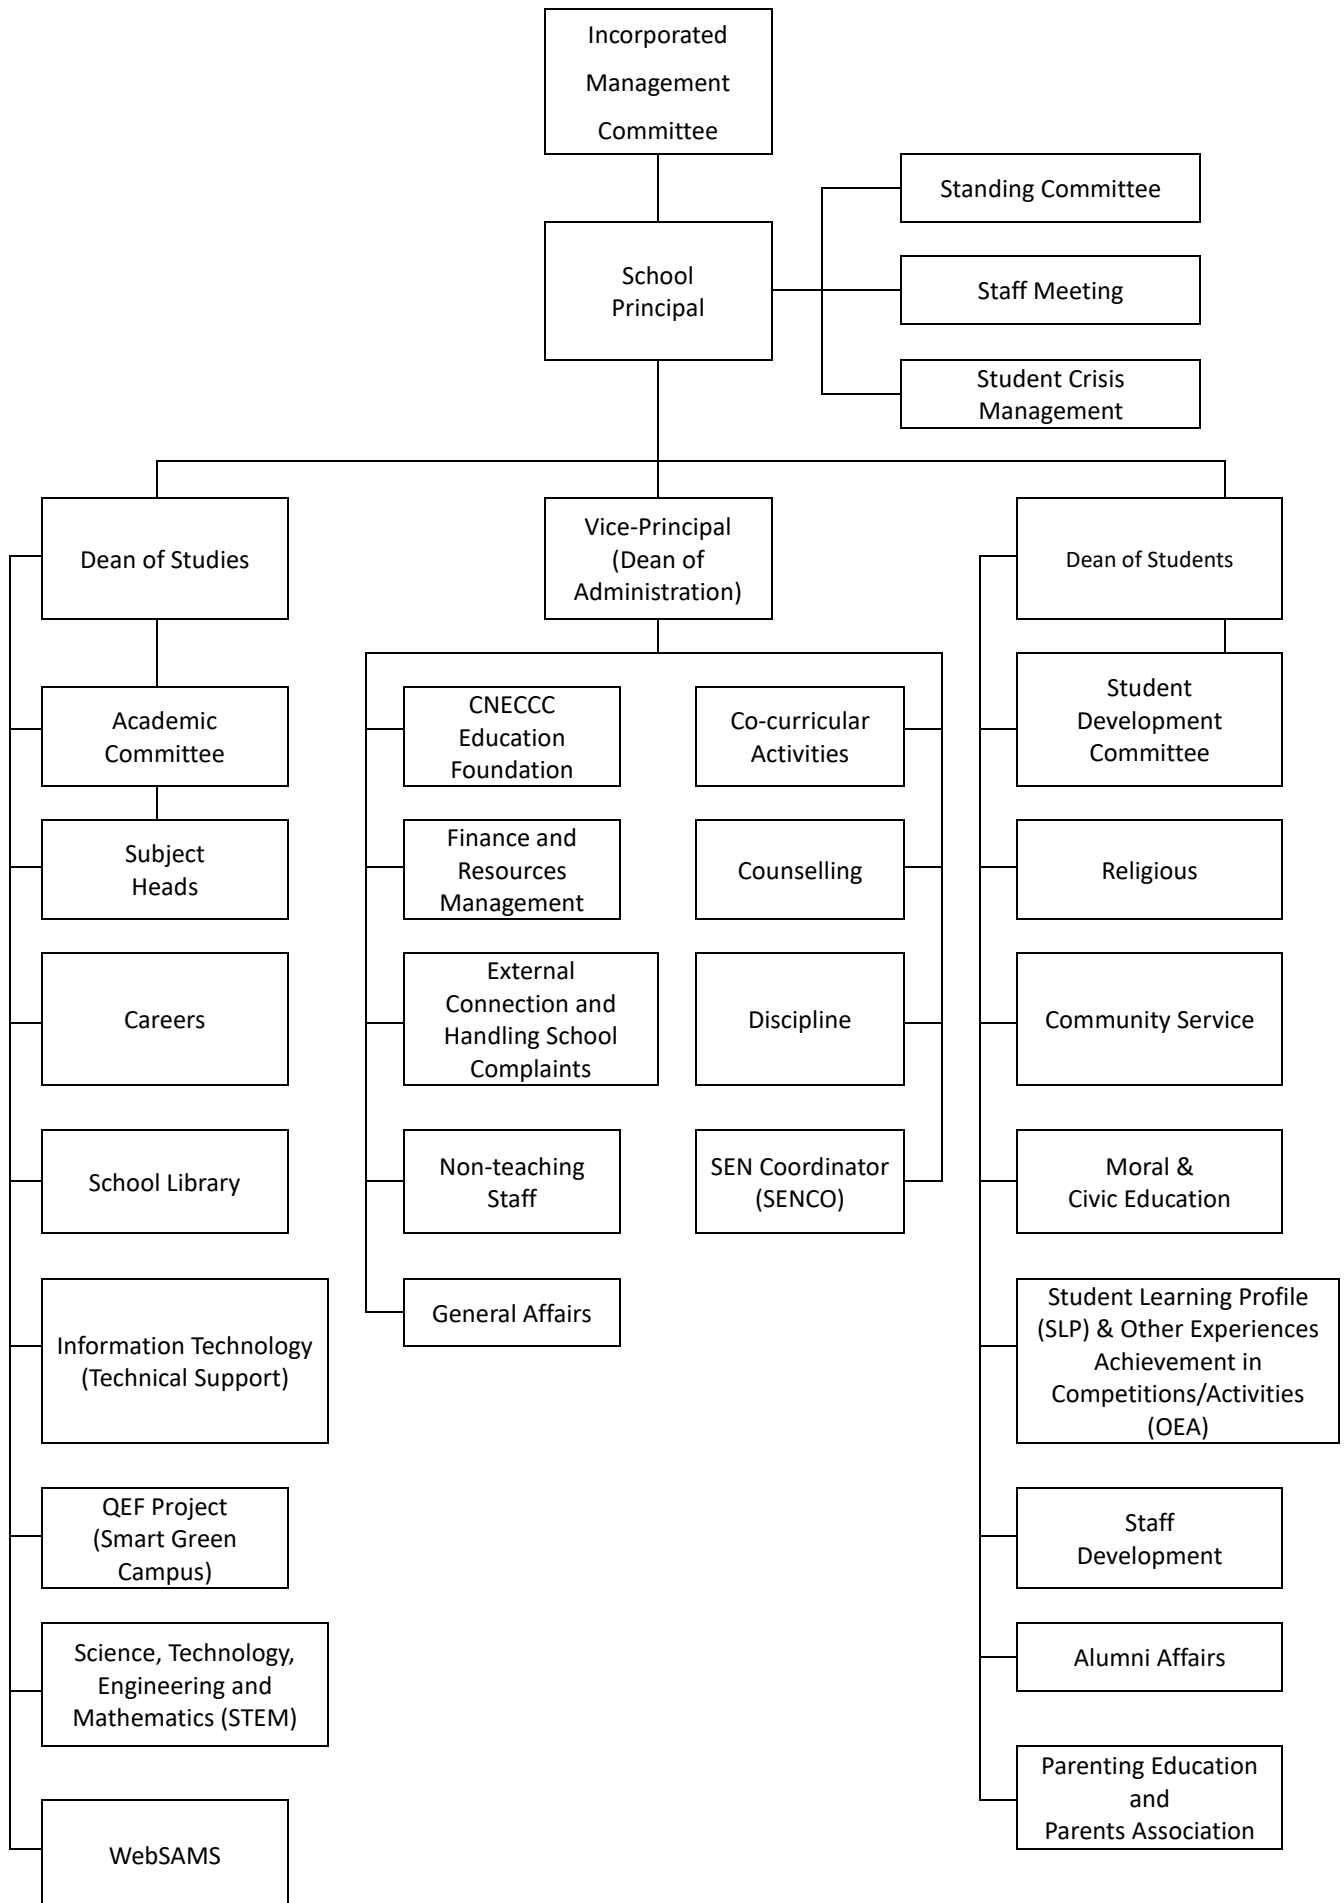 Incorporated
Management
Committee
Standing Committee
School
Principal
Staff Meeting
Student Crisis
Management
Dean of Studies
Vice-Principal
(Dean of
Administration)
Dean of Students
Academic
Committee
Subject
Heads
Careers
School Library
Information Technology
(Technical Support)
QEF Project
(Smart Green
Campus)
Science, Technology,
Engineering and
Mathematics (STEM)
WebSAMS
CNECCC
Education
Foundation
Finance and
Resources
Management
External
Connection and
Handling School
Complaints
Non-teaching
Staff
General Affairs
Co-curricular
Activities
Counselling
Discipline
SEN Coordinator
(SENCO)
Student
Development
Committee
Religious
Community Service
Moral &
Civic Education
Student Learning Profile
(SLP) & Other Experiences
Achievement in
Competitions/Activities
(OEA)
Staff
Development
Alumni Affairs
Parenting Education
and
Parents Association